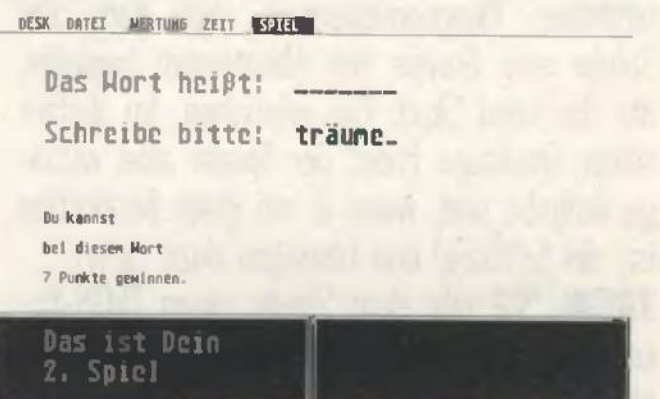 DESK DATEI WERTUNG ZEIT SPIEL
Das Wort heißt: _______
Schreibe bitte: träume_
Du kannst
bei diesem Wort
7 Punkte gewinnen.
Das ist Dein
2. Spiel